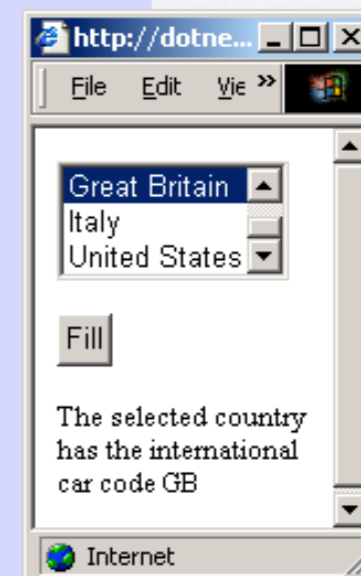 http://dotne...
File Edit Vie »
Great Britain
Italy
United States
Fill
The selected country
has the international
car code GB
Internet